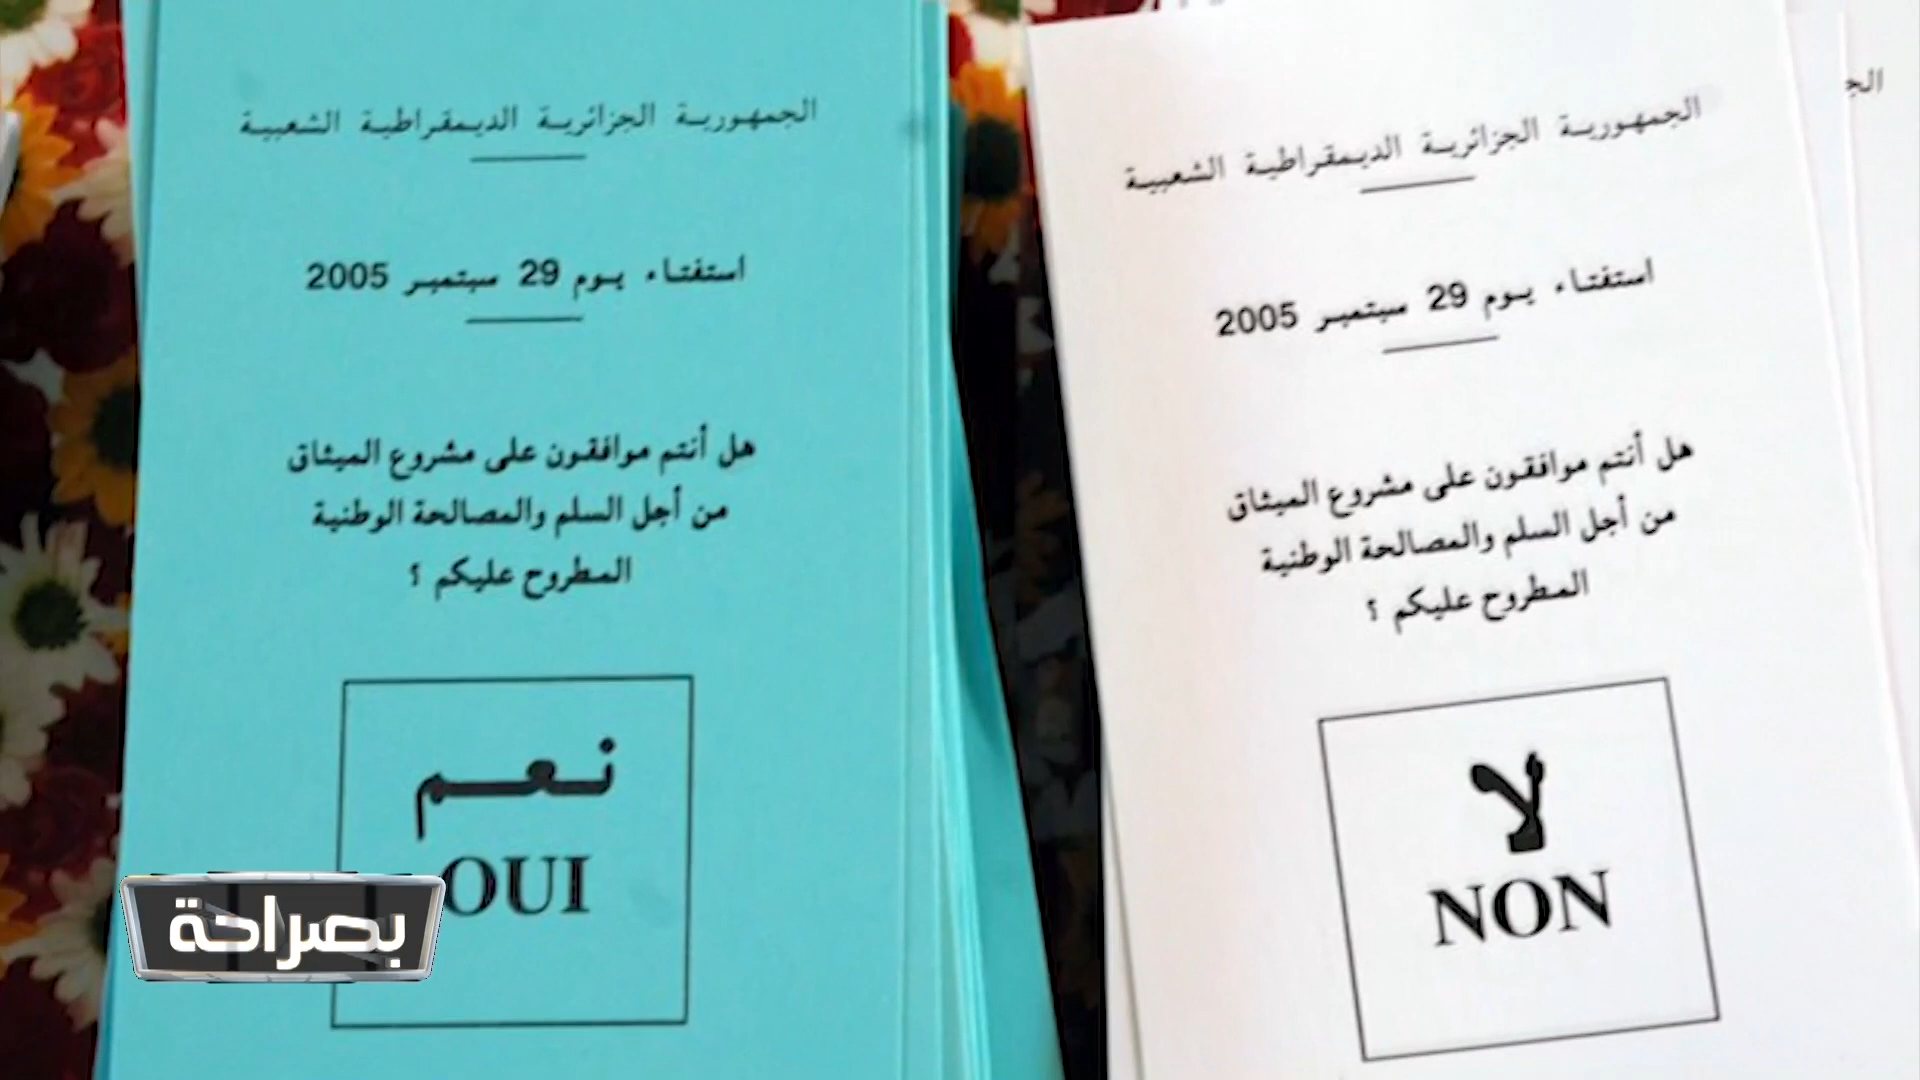 الجمهورية الجزائرية الديمقراطية الشعبية
استفتاء يوم 29 سبتمبر 2005
هل أنتم موافقون على مشروع الميثاق
من أجل السلم والمصالحة الوطنية
المطروح عليكم ؟
نعم
OUI
بصراحة
الجمهورية الجزائرية الديمقراطية الشعبية
استفتاء يوم 29 سبتمبر 2005
هل أنتم موافقون على مشروع الميثاق
من أجل السلم والمصالحة الوطنية
المطروح عليكم ؟
لا
NON